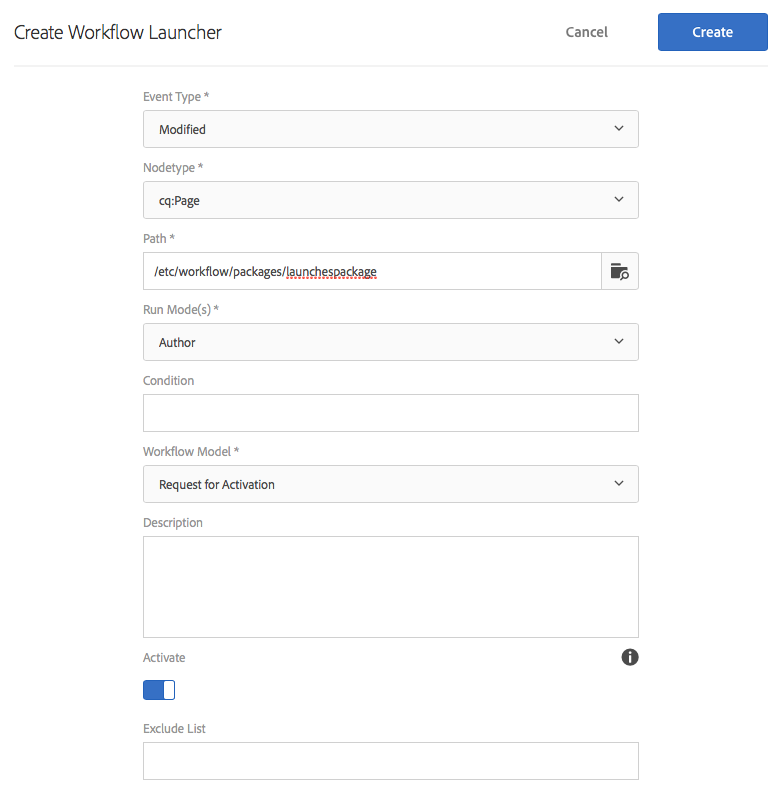 Create Workflow Launcher
Cancel
Create
Event Type *
Modified
Nodetype *
cq:Page
Path *
/etc/workflow/packages/launchespackage
Run Mode(s) *
Author
Condition
Workflow Model *
Request for Activation
Description
Activate
Exclude List